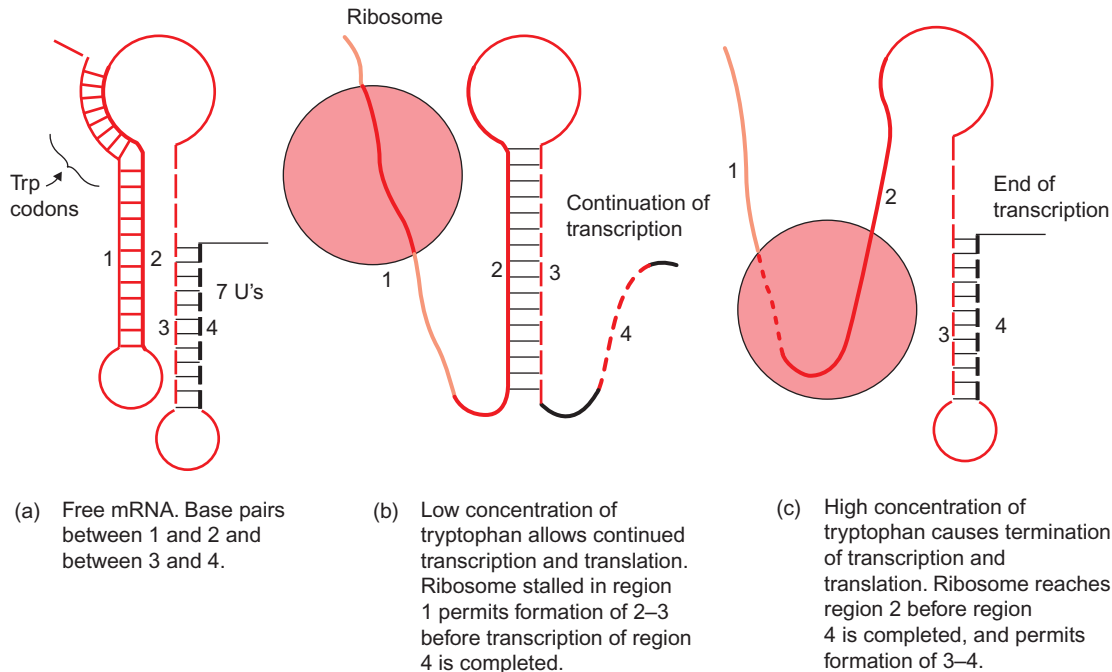 Ribosome
Trp
codons
1
2
7 U's
3
4
1
2
3
Continuation of
transcription
4
1
2
End of
transcription
3
4
(a) Free mRNA. Base pairs
between 1 and 2 and
between 3 and 4.
(b) Low concentration of
tryptophan allows continued
transcription and translation.
Ribosome stalled in region
1 permits formation of 2–3
before transcription of region
4 is completed.
(c) High concentration of
tryptophan causes termination
of transcription and
translation. Ribosome reaches
region 2 before region
4 is completed, and permits
formation of 3–4.